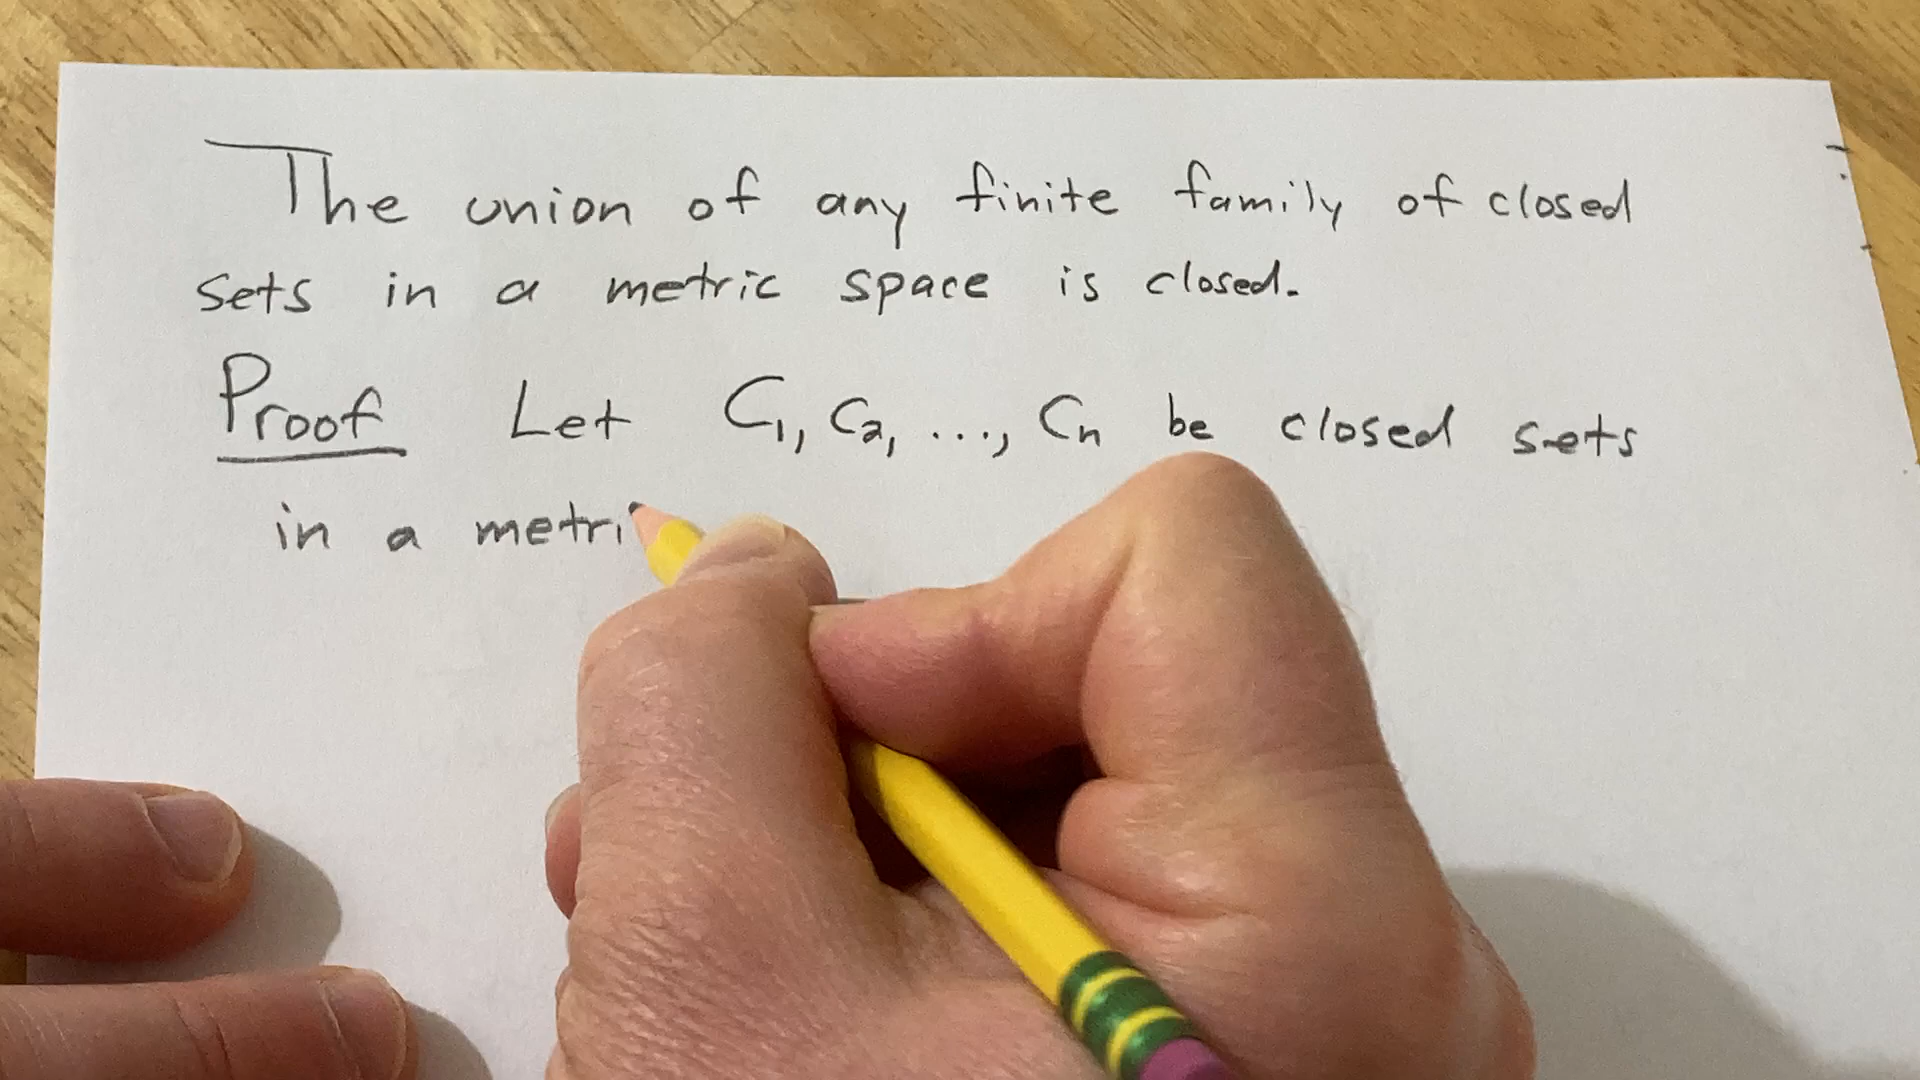 The union of any finite family of closed
sets in a metric space is closed.
Proof Let C₁, C₂, ..., Cn be closed sets
in a metri